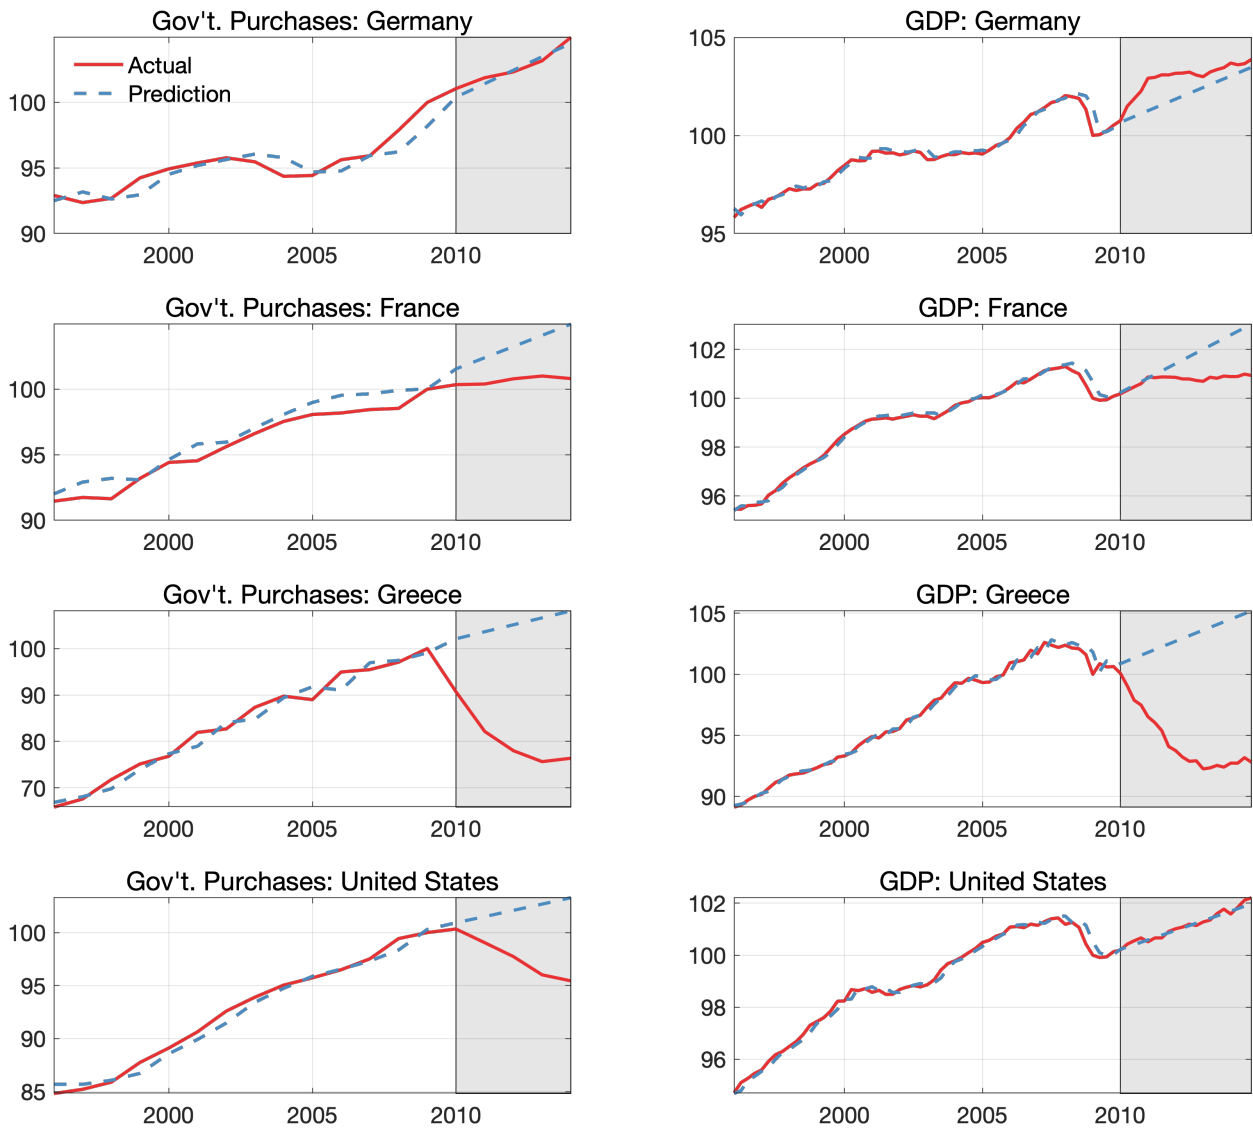 Gov't. Purchases: Germany
Actual
Prediction
100
95
90
2000 2005 2010
GDP: Germany
105
100
95
2000 2005 2010
Gov't. Purchases: France
100
95
90
2000 2005 2010
GDP: France
102
100
98
96
2000 2005 2010
Gov't. Purchases: Greece
100
90
80
70
2000 2005 2010
GDP: Greece
105
100
95
90
2000 2005 2010
Gov't. Purchases: United States
100
95
90
85
2000 2005 2010
GDP: United States
102
100
98
96
2000 2005 2010